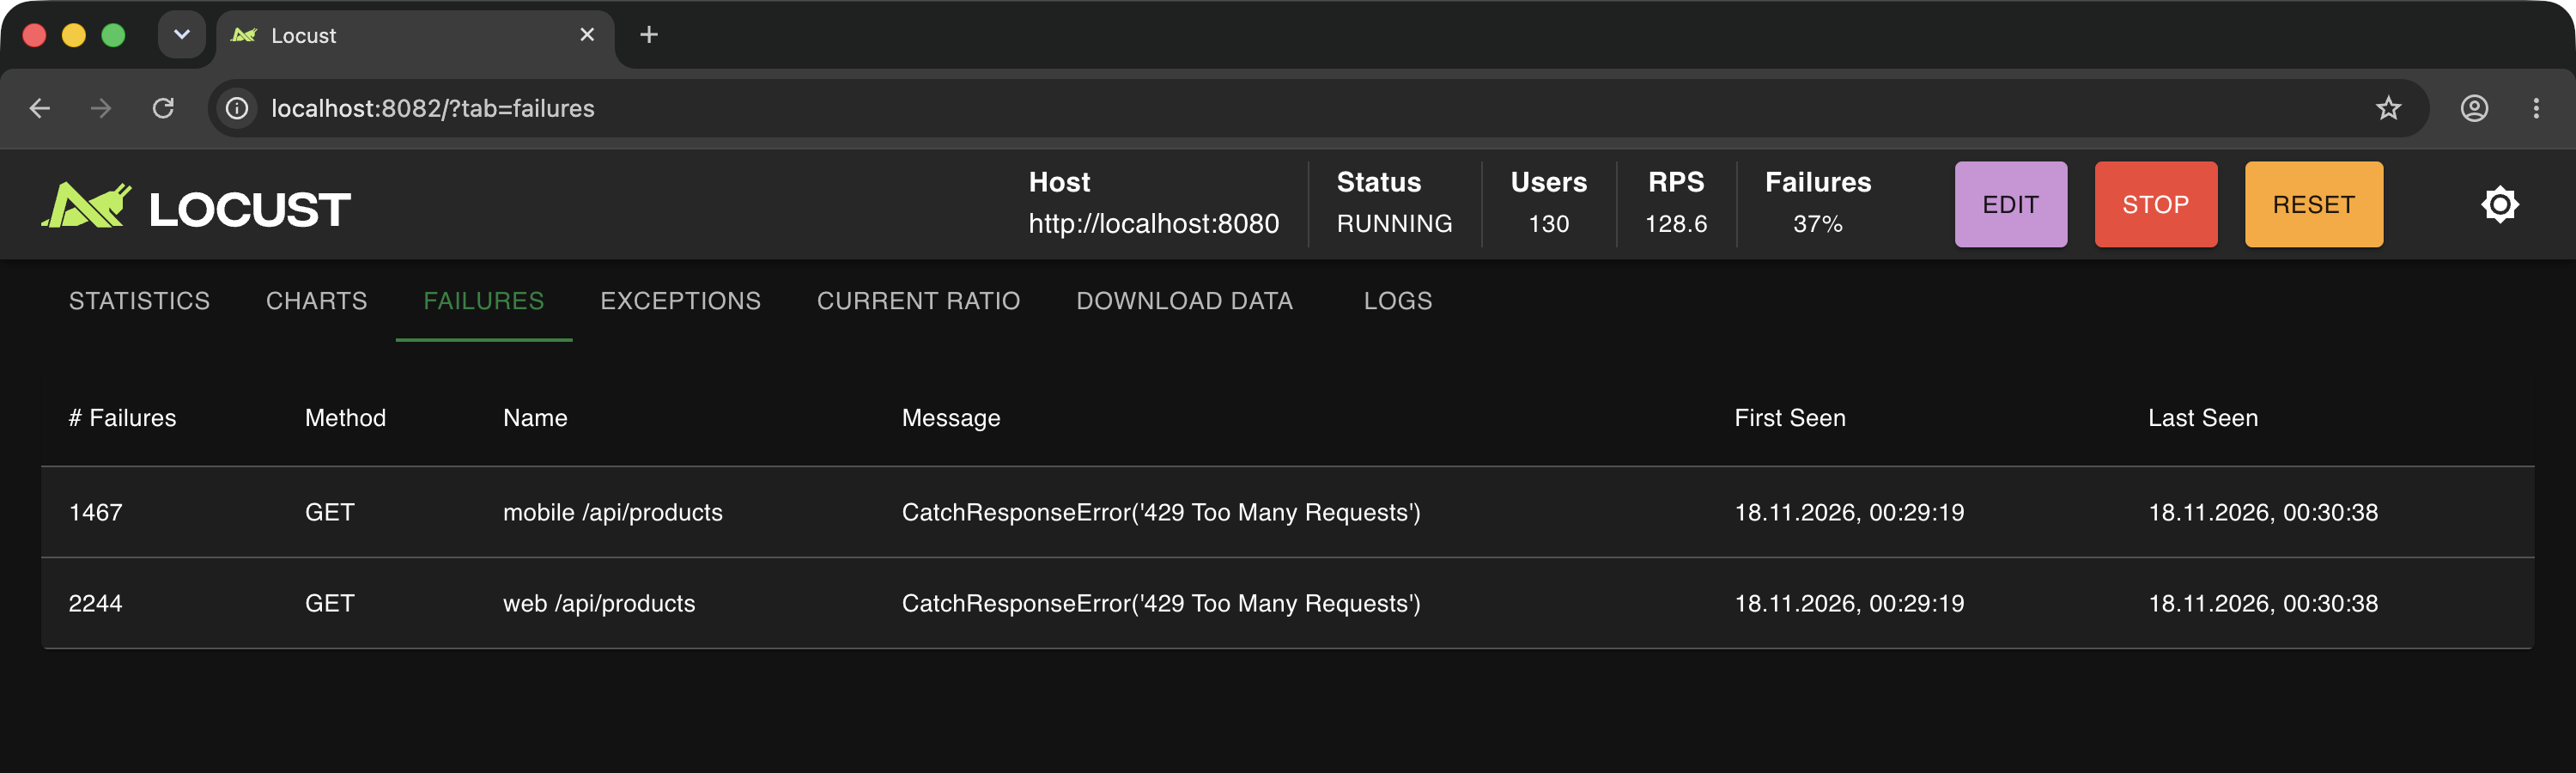 Locust
localhost:8082/?tab=failures
LOCUST
Host
http://localhost:8080
Status
RUNNING
Users
130
RPS
128.6
Failures
37%
EDIT
STOP
RESET
STATISTICS CHARTS FAILURES EXCEPTIONS CURRENT RATIO DOWNLOAD DATA LOGS
# Failures Method Name Message First Seen Last Seen
1467 GET mobile /api/products CatchResponseError('429 Too Many Requests') 18.11.2026, 00:29:19 18.11.2026, 00:30:38
2244 GET web /api/products CatchResponseError('429 Too Many Requests') 18.11.2026, 00:29:19 18.11.2026, 00:30:38